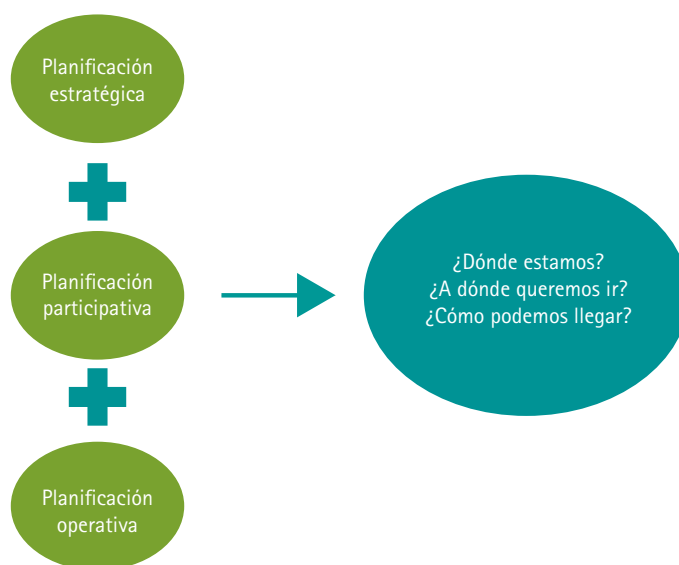 Planificación
estratégica
Planificación
participativa
Planificación
operativa
¿Dónde estamos?
¿A dónde queremos ir?
¿Cómo podemos llegar?